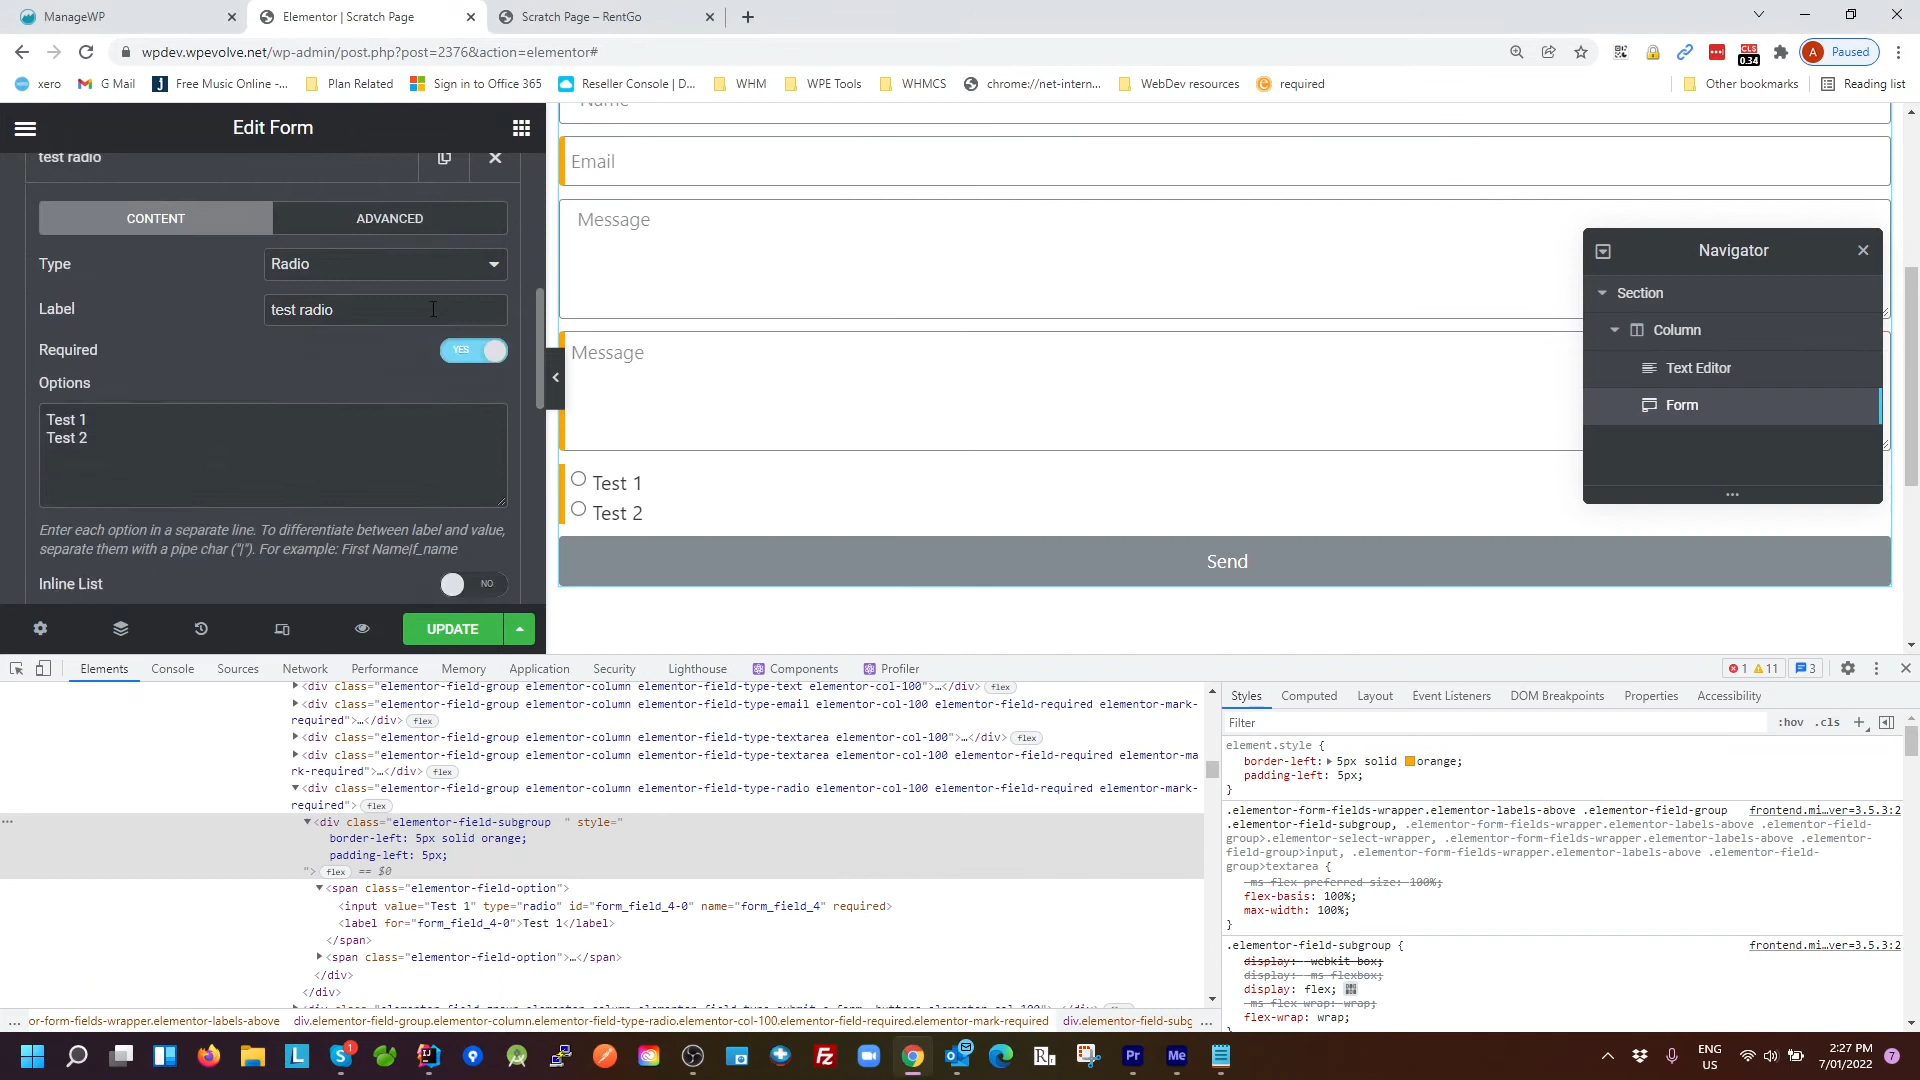 ManageWP
Elementor | Scratch Page
Scratch Page – RentGo
wpdev.wpevolve.net/wp-admin/post.php?post=2376&action=elementor#
CLS
0.34
A Paused
xero
G Mail
Free Music Online -...
Plan Related
Sign in to Office 365
Reseller Console | D...
WHM
WPE Tools
WHMCS
chrome://net-intern...
WebDev resources
required
Other bookmarks
Reading list
Edit Form
test radio
CONTENT
ADVANCED
Type
Radio
Label
test radio
Required
YES
Options
Test 1
Test 2
Enter each option in a separate line. To differentiate between label and value,
separate them with a pipe char ("|"). For example: First Name|f_name
Inline List
NO
UPDATE
Name
Email
Message
Message
Test 1
Test 2
Send
Navigator
Section
Column
Text Editor
Form
Elements
Console
Sources
Network
Performance
Memory
Application
Security
Lighthouse
Components
Profiler
1
11
3
<div class="elementor-field-group elementor-column elementor-field-type-text elementor-col-100">…</div> flex
<div class="elementor-field-group elementor-column elementor-field-type-email elementor-col-100 elementor-field-required elementor-mark-
required">…</div> flex
<div class="elementor-field-group elementor-column elementor-field-type-textarea elementor-col-100">…</div> flex
<div class="elementor-field-group elementor-column elementor-field-type-textarea elementor-col-100 elementor-field-required elementor-ma
rk-required">…</div> flex
<div class="elementor-field-group elementor-column elementor-field-type-radio elementor-col-100 elementor-field-required elementor-mark-
required"> flex
<div class="elementor-field-subgroup  " style="
border-left: 5px solid orange;
padding-left: 5px;
"> flex == $0
<span class="elementor-field-option">
<input value="Test 1" type="radio" id="form_field_4-0" name="form_field_4" required>
<label for="form_field_4-0">Test 1</label>
</span>
<span class="elementor-field-option">…</span>
</div>
</div>
... or-form-fields-wrapper.elementor-labels-above
div.elementor-field-group.elementor-column.elementor-field-type-radio.elementor-col-100.elementor-field-required.elementor-mark-required
div.elementor-field-subg ...
Styles
Computed
Layout
Event Listeners
DOM Breakpoints
Properties
Accessibility
Filter
:hov .cls +
element.style {
border-left: 5px solid orange;
padding-left: 5px;
}
.elementor-form-fields-wrapper.elementor-labels-above .elementor-field-group frontend.mi…ver=3.5.3:2
.elementor-field-subgroup, .elementor-form-fields-wrapper.elementor-labels-above .elementor-field-
group>.elementor-select-wrapper, .elementor-form-fields-wrapper.elementor-labels-above .elementor-
field-group>input, .elementor-form-fields-wrapper.elementor-labels-above .elementor-field-
group>textarea {
-ms-flex-preferred-size: 100%;
flex-basis: 100%;
max-width: 100%;
}
.elementor-field-subgroup { frontend.mi…ver=3.5.3:2
display: -webkit-box;
display: -ms-flexbox;
display: flex;
-ms-flex-wrap: wrap;
flex-wrap: wrap;
ENG
US
2:27 PM
7/01/2022
7